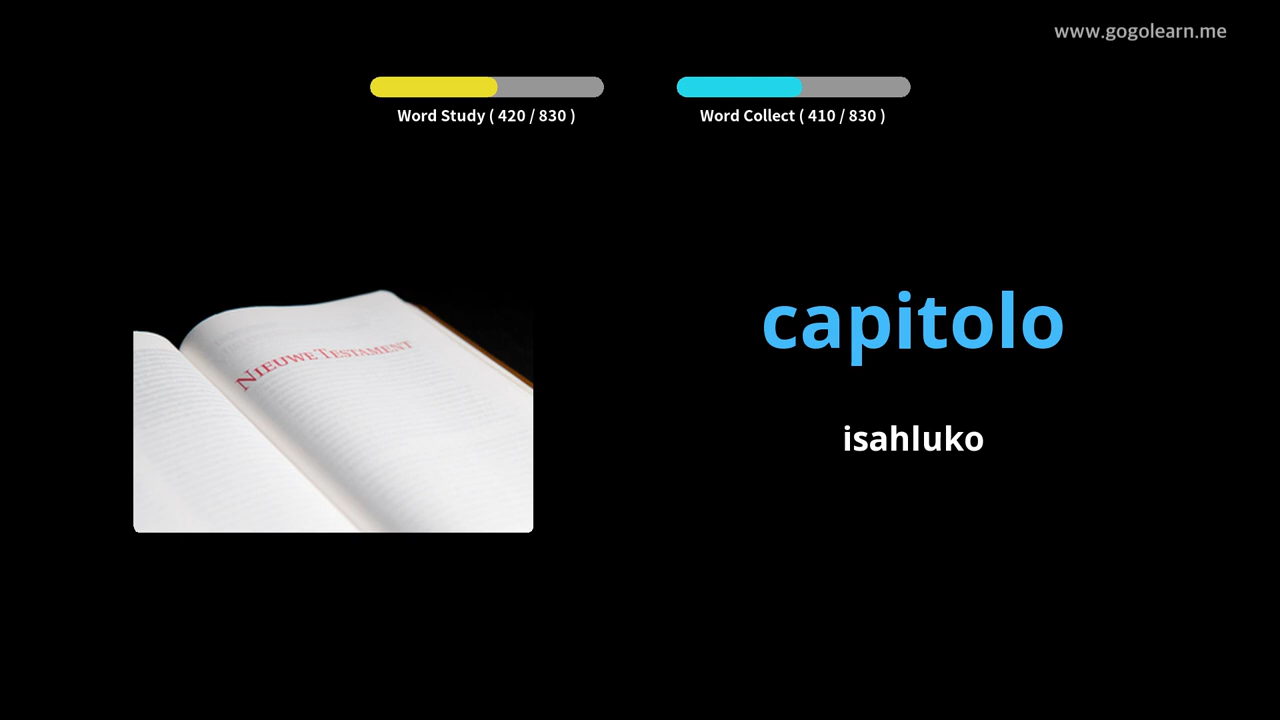 www.gogolearn.me
Word Study ( 420 / 830 )
Word Collect ( 410 / 830 )
NIEUWE TESTAMENT
capitolo
isahluko